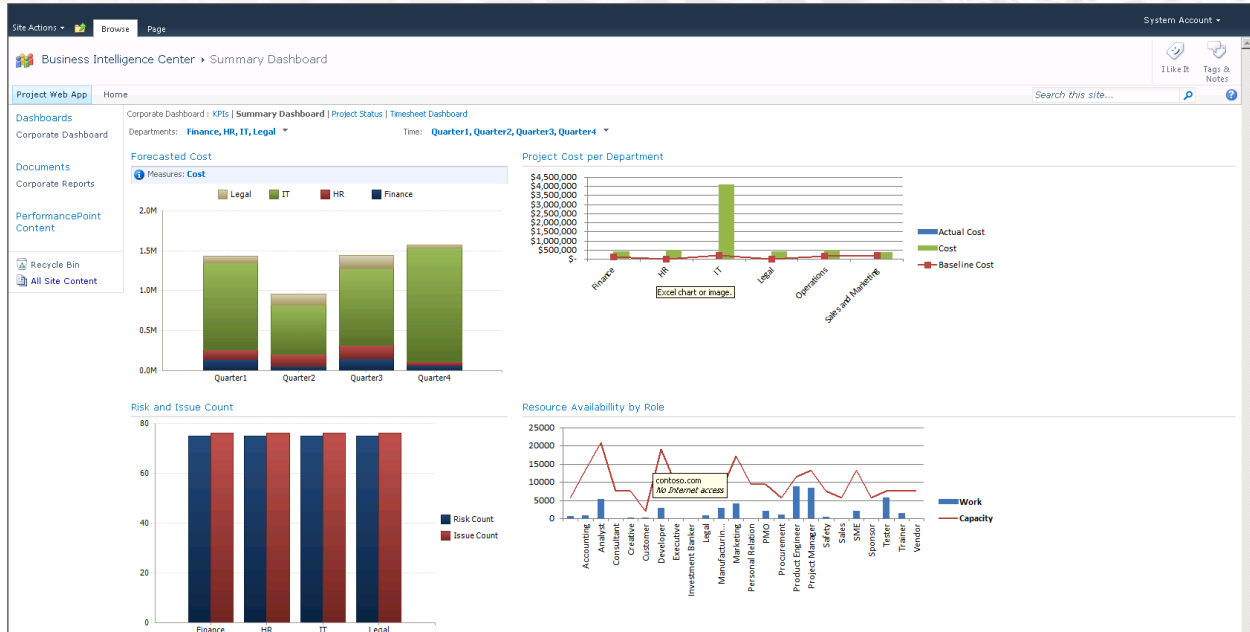 System Account
Site Actions Browse Page
Business Intelligence Center ▸ Summary Dashboard
I Like It Tags & Notes
Project Web App Home
Search this site...
Dashboards
Corporate Dashboard
Documents
Corporate Reports
PerformancePoint
Content
Recycle Bin
All Site Content
Corporate Dashboard : KPIs | Summary Dashboard | Project Status | Timesheet Dashboard
Departments: Finance, HR, IT, Legal
Time: Quarter1, Quarter2, Quarter3, Quarter4
Forecasted Cost
Measures: Cost
Legal IT HR Finance
2.0M
1.5M
1.0M
0.5M
0.0M
Quarter1 Quarter2 Quarter3 Quarter4
Project Cost per Department
$4,500,000
$4,000,000
$3,500,000
$3,000,000
$2,500,000
$2,000,000
$1,500,000
$1,000,000
$500,000
$-
Finance HR IT Legal Operations Sales and Marketing
Excel chart or image.
Actual Cost
Cost
Baseline Cost
Risk and Issue Count
80
60
40
20
0
Finance HR IT Legal
Risk Count
Issue Count
Resource Availabillity by Role
25000
20000
15000
10000
5000
0
contoso.com
No Internet access
Accounting
Analyst
Consultant
Creative
Customer
Developer
Executive
Investment Banker
Legal
Manufacturin...
Marketing
Personal Relation
PMO
Procurement
Product Engineer
Project Manager
Safety
Sales
SME
Sponsor
Tester
Trainer
Vendor
Work
Capacity